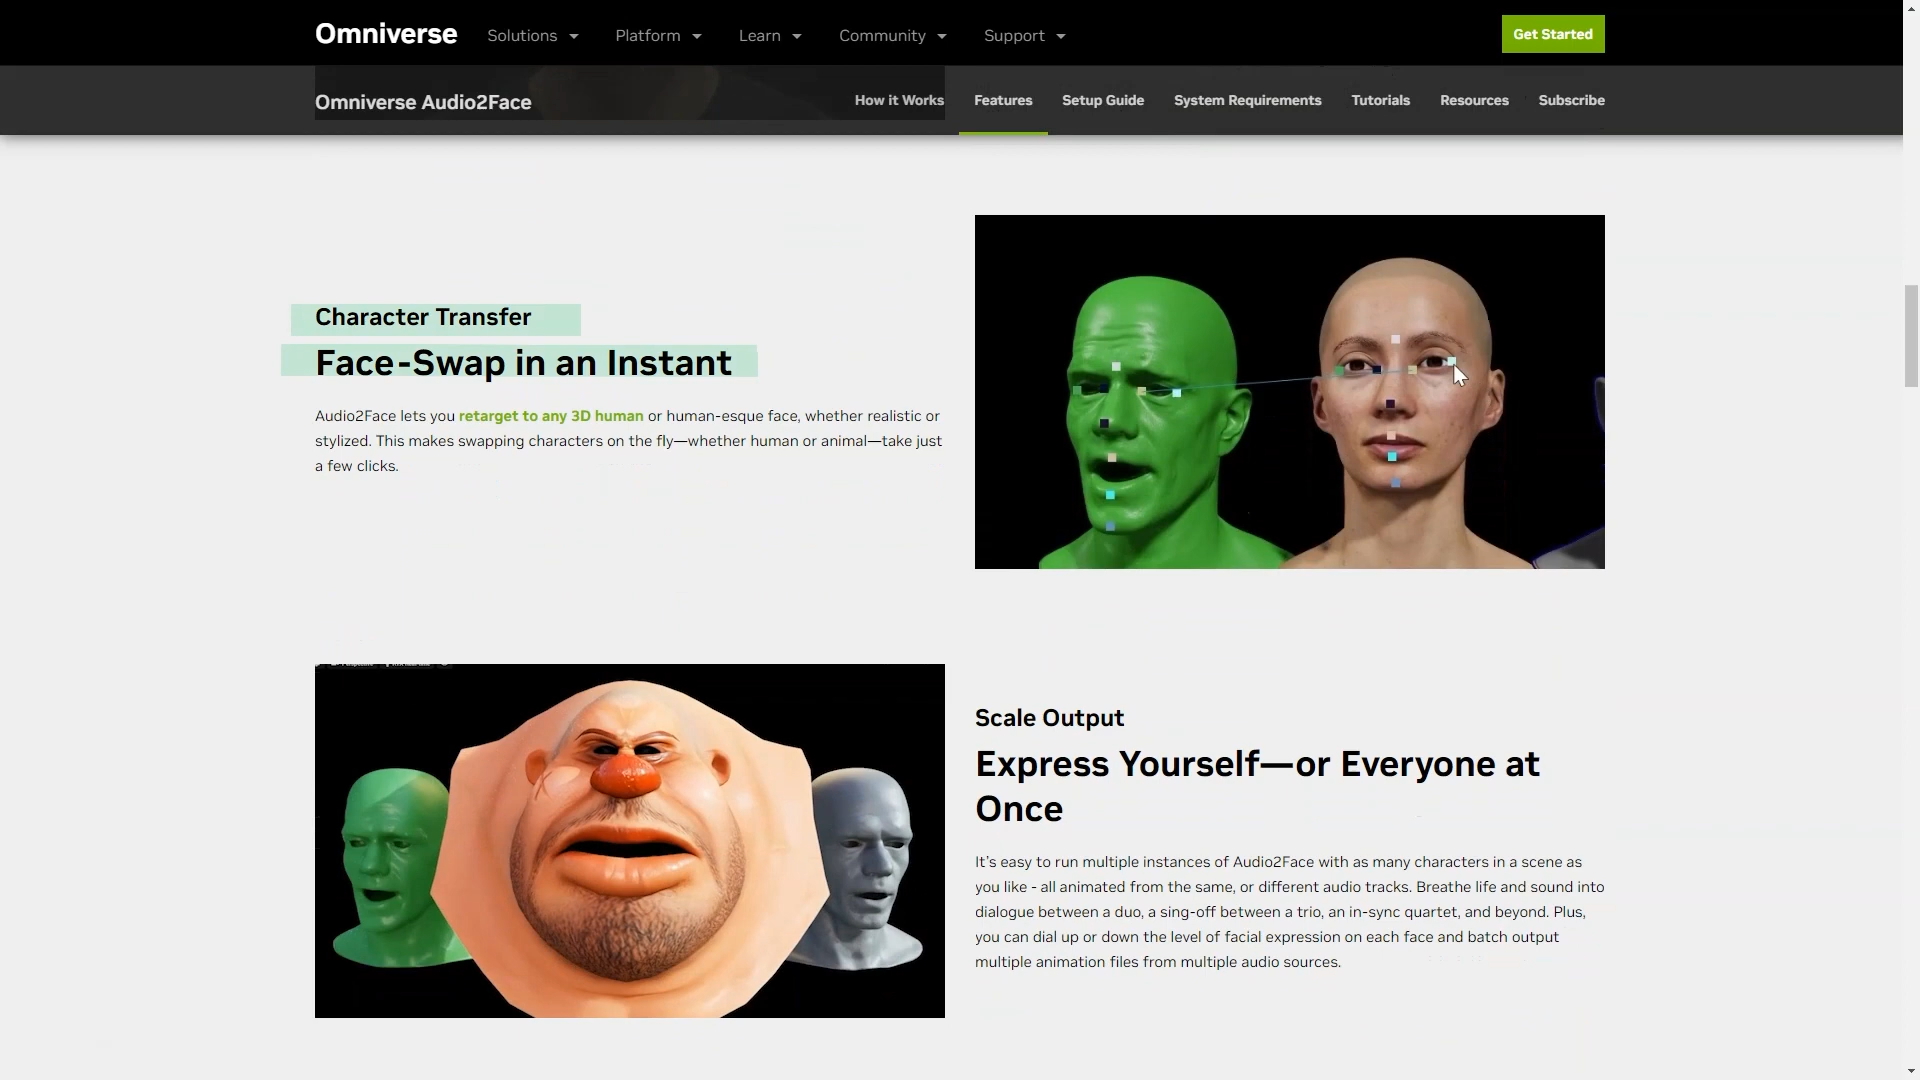 Omniverse
Solutions
Platform
Learn
Community
Support
Get Started
Omniverse Audio2Face
How it Works
Features
Setup Guide
System Requirements
Tutorials
Resources
Subscribe
Character Transfer
Face-Swap in an Instant
Audio2Face lets you retarget to any 3D human or human-esque face, whether realistic or
stylized. This makes swapping characters on the fly—whether human or animal—take just
a few clicks.
Scale Output
Express Yourself—or Everyone at
Once
It's easy to run multiple instances of Audio2Face with as many characters in a scene as
you like - all animated from the same, or different audio tracks. Breathe life and sound into
dialogue between a duo, a sing-off between a trio, an in-sync quartet, and beyond. Plus,
you can dial up or down the level of facial expression on each face and batch output
multiple animation files from multiple audio sources.